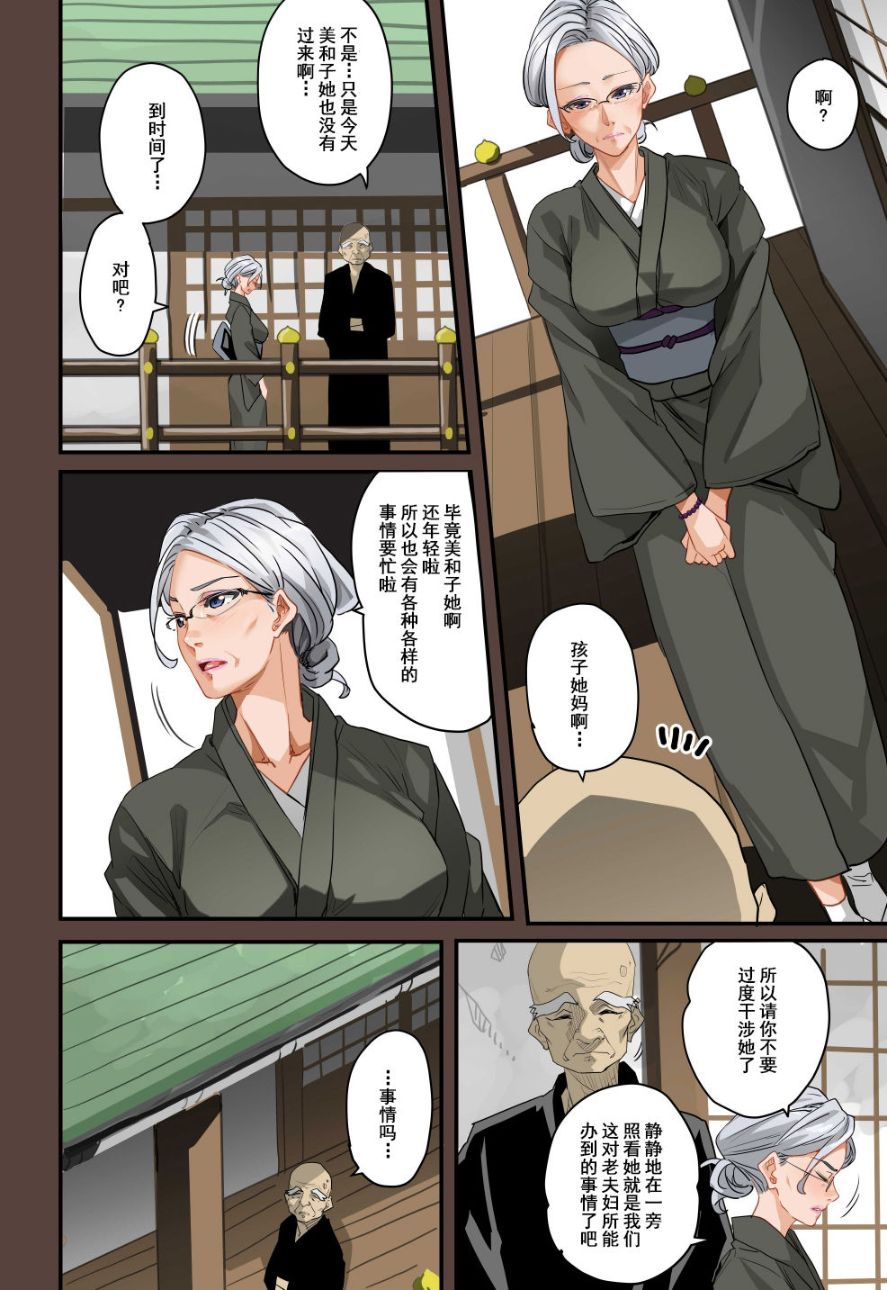 啊?
孩子她妈啊…
不是…只是今天
美和子她也没有
过来啊…
到时间了…
对吧?
毕竟美和子她啊
还年轻啦
所以也会有各种各样的
事情要忙啦
所以请你不要
过度干涉她了
静静地在一旁
照看她就是我们
这对老夫妇所能
办到的事情了吧
…事情吗…